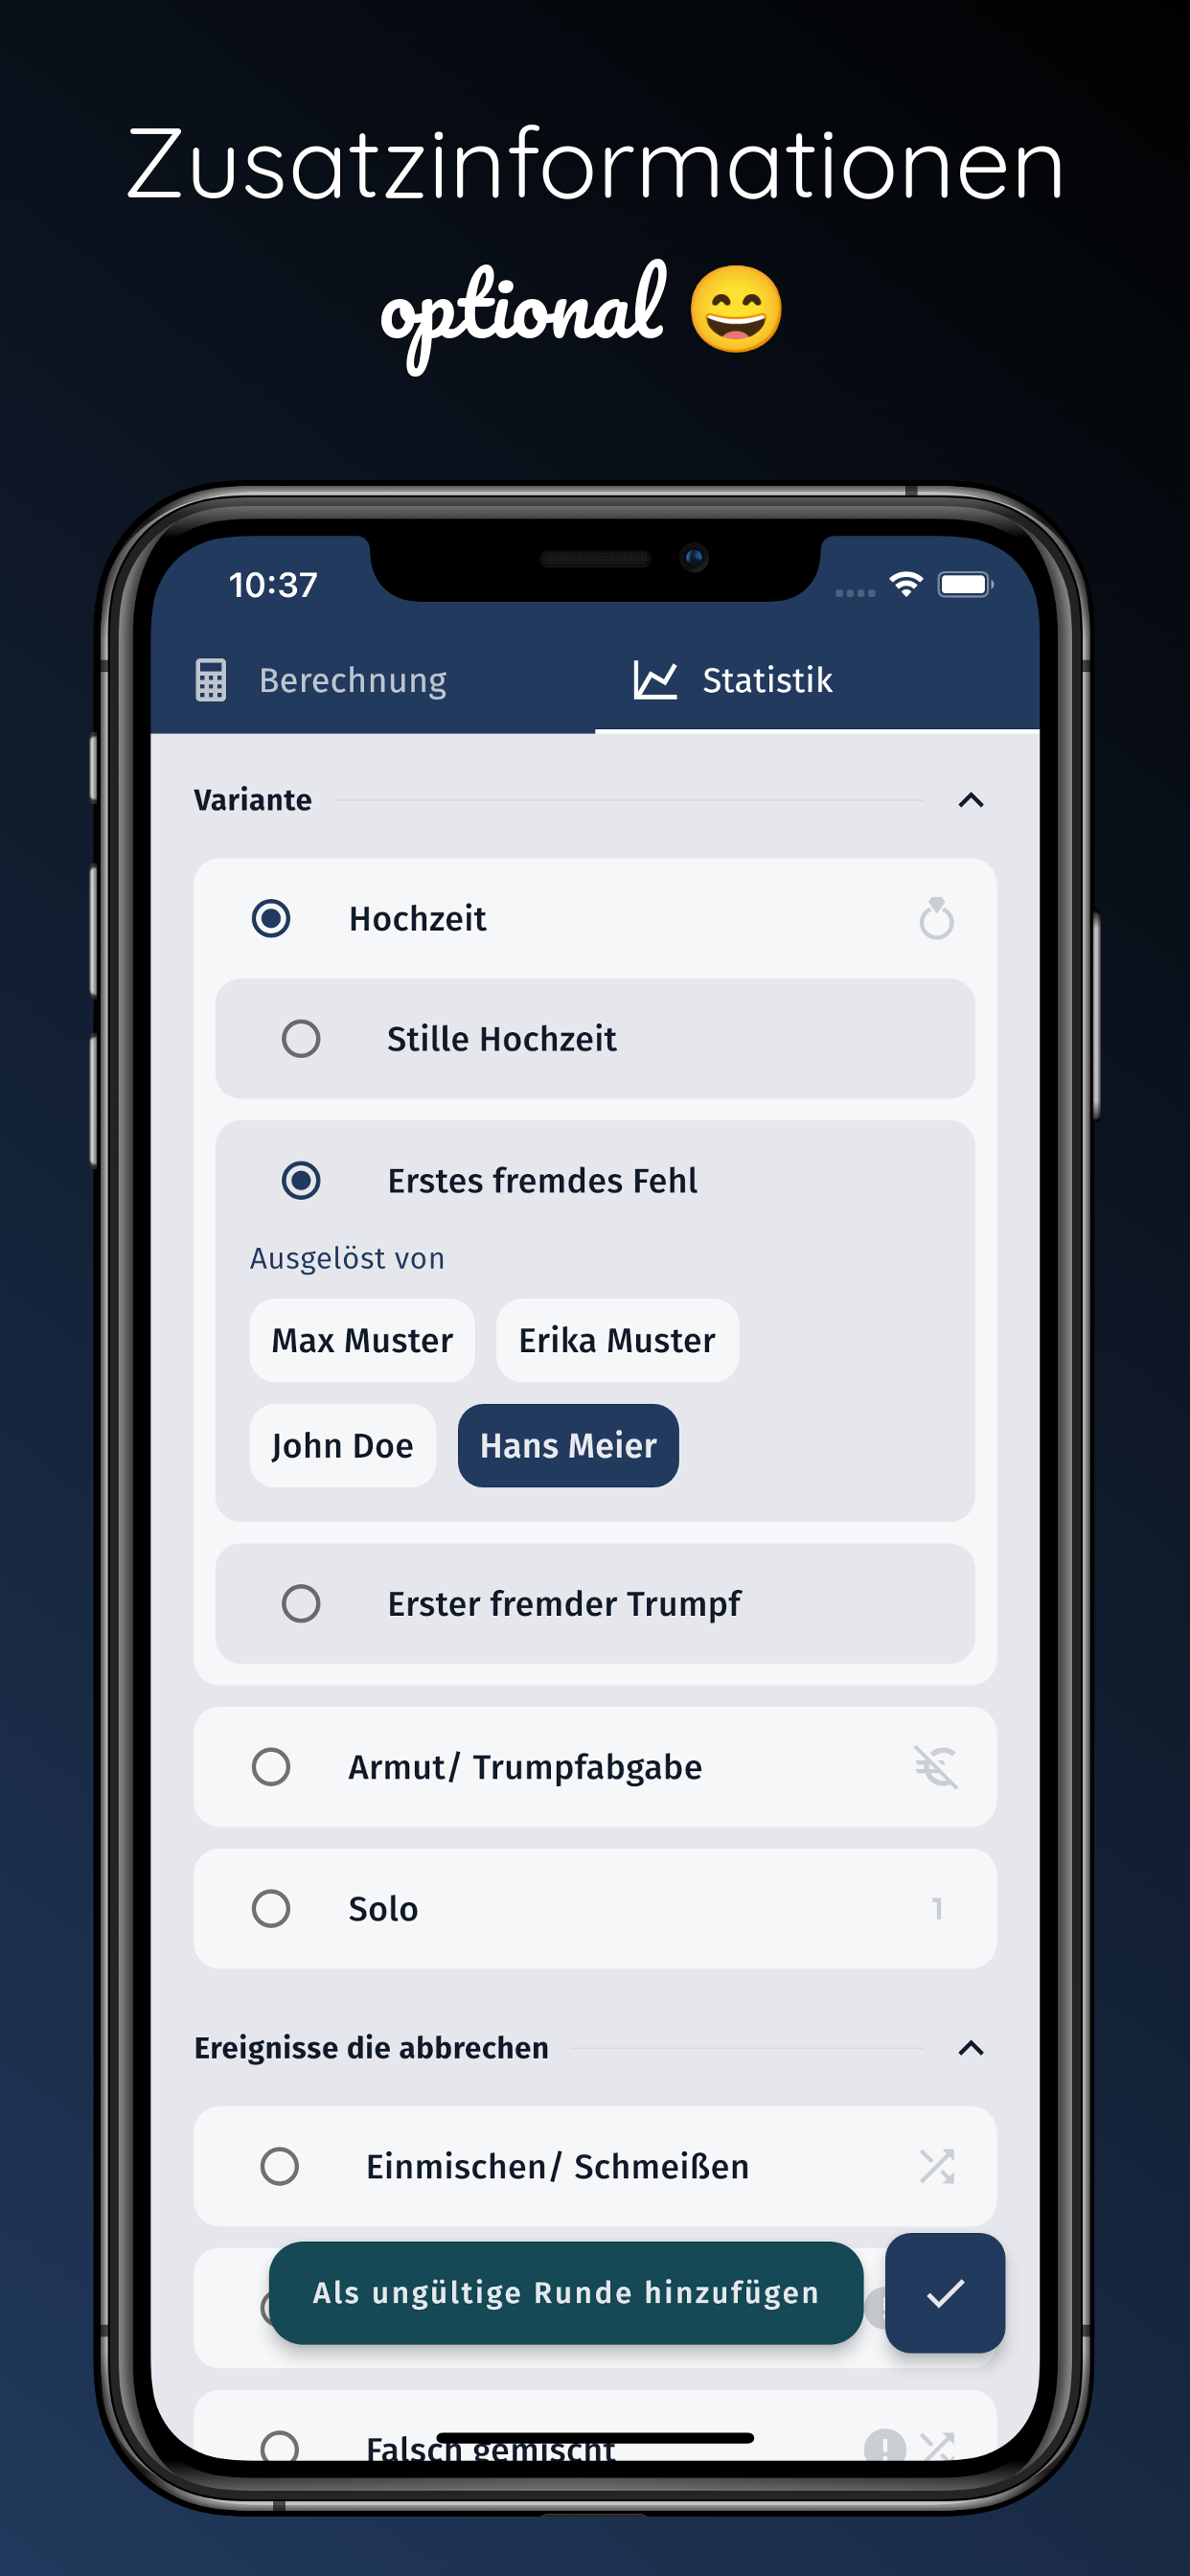 Zusatzinformationen
optional 😄
10:37
Berechnung
Statistik
Variante
Hochzeit
Stille Hochzeit
Erstes fremdes Fehl
Ausgelöst von
Max Muster
Erika Muster
John Doe
Hans Meier
Erster fremder Trumpf
Armut/ Trumpfabgabe
Solo
1
Ereignisse die abbrechen
Einmischen/ Schmeißen
Als ungültige Runde hinzufügen
Falsch gemischt